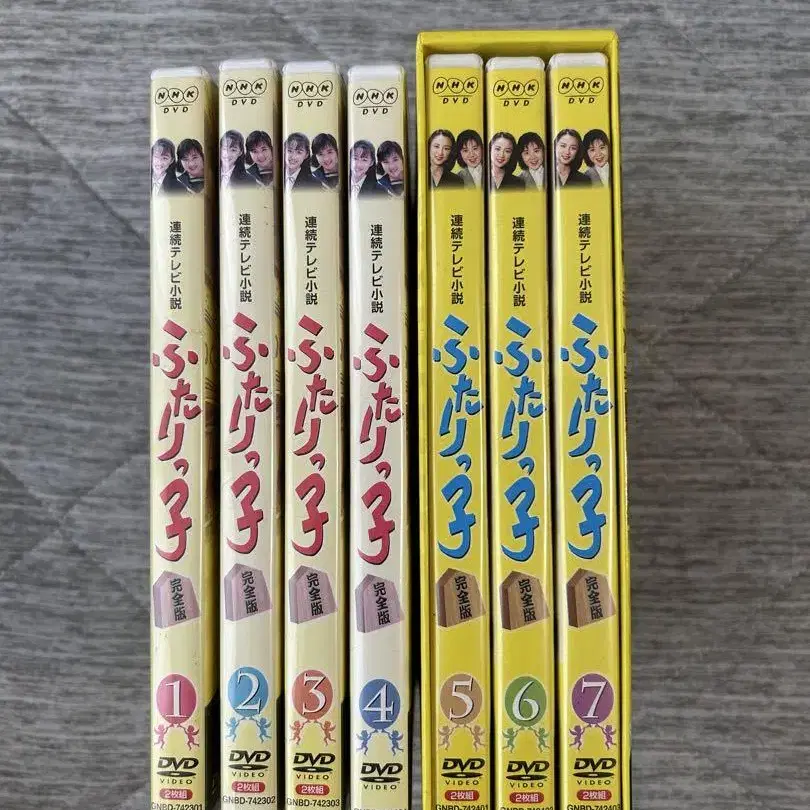 NHK
DVD
連続テレビ小説
ふたりっ子
完全版
1
DVD
VIDEO
2枚組
GNBD-742301
NHK
DVD
連続テレビ小説
ふたりっ子
完全版
2
DVD
VIDEO
2枚組
GNBD-742302
NHK
DVD
連続テレビ小説
ふたりっ子
完全版
3
DVD
VIDEO
2枚組
GNBD-742303
NHK
DVD
連続テレビ小説
ふたりっ子
完全版
4
DVD
VIDEO
2枚組
NHK
DVD
連続テレビ小説
ふたりっ子
完全版
5
DVD
VIDEO
2枚組
GNBD-742401
NHK
DVD
連続テレビ小説
ふたりっ子
完全版
6
DVD
VIDEO
2枚組
NHK
DVD
連続テレビ小説
ふたりっ子
完全版
7
DVD
VIDEO
2枚組